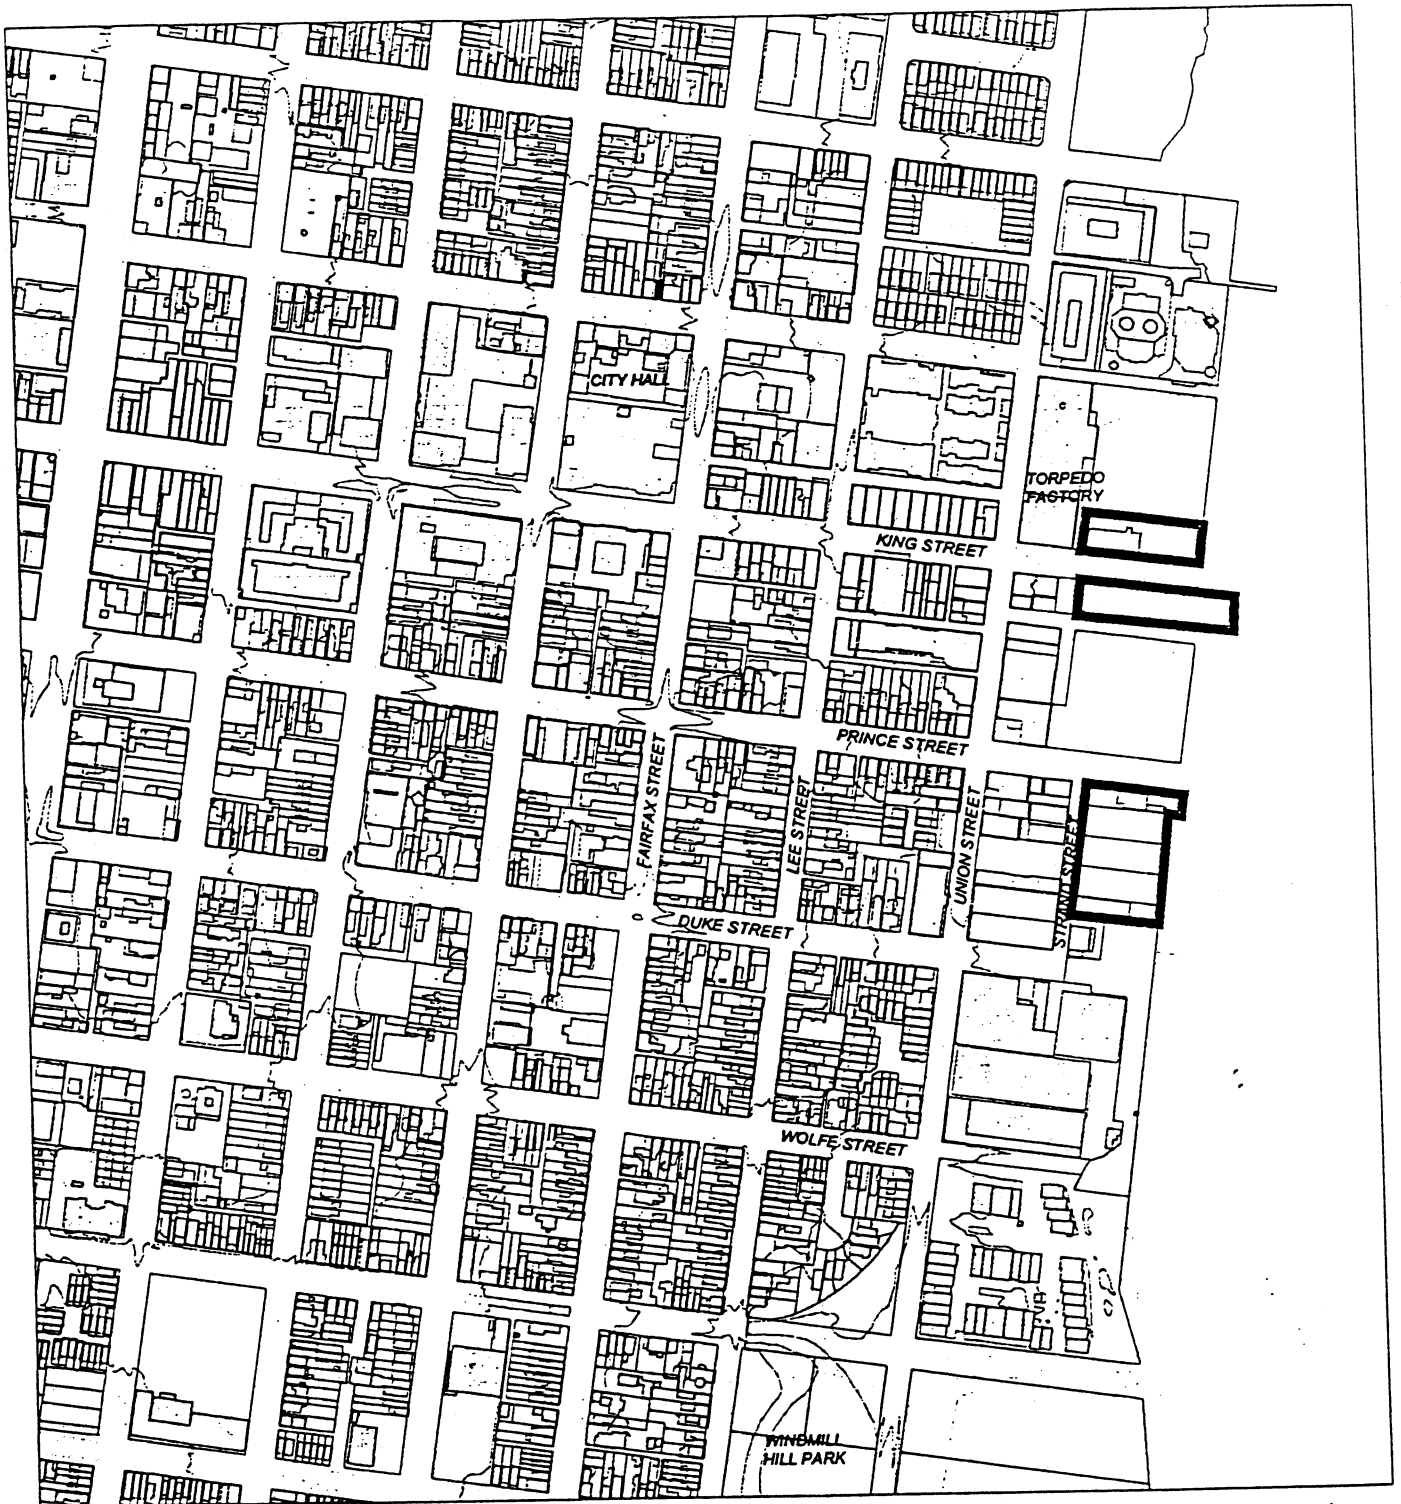 CITY HALL
TORPEDO
FACTORY
KING STREET
PRINCE STREET
FAIRFAX STREET
LEE STREET
UNION STREET
STRAND STREET
DUKE STREET
WOLFE STREET
WINDMILL
HILL PARK